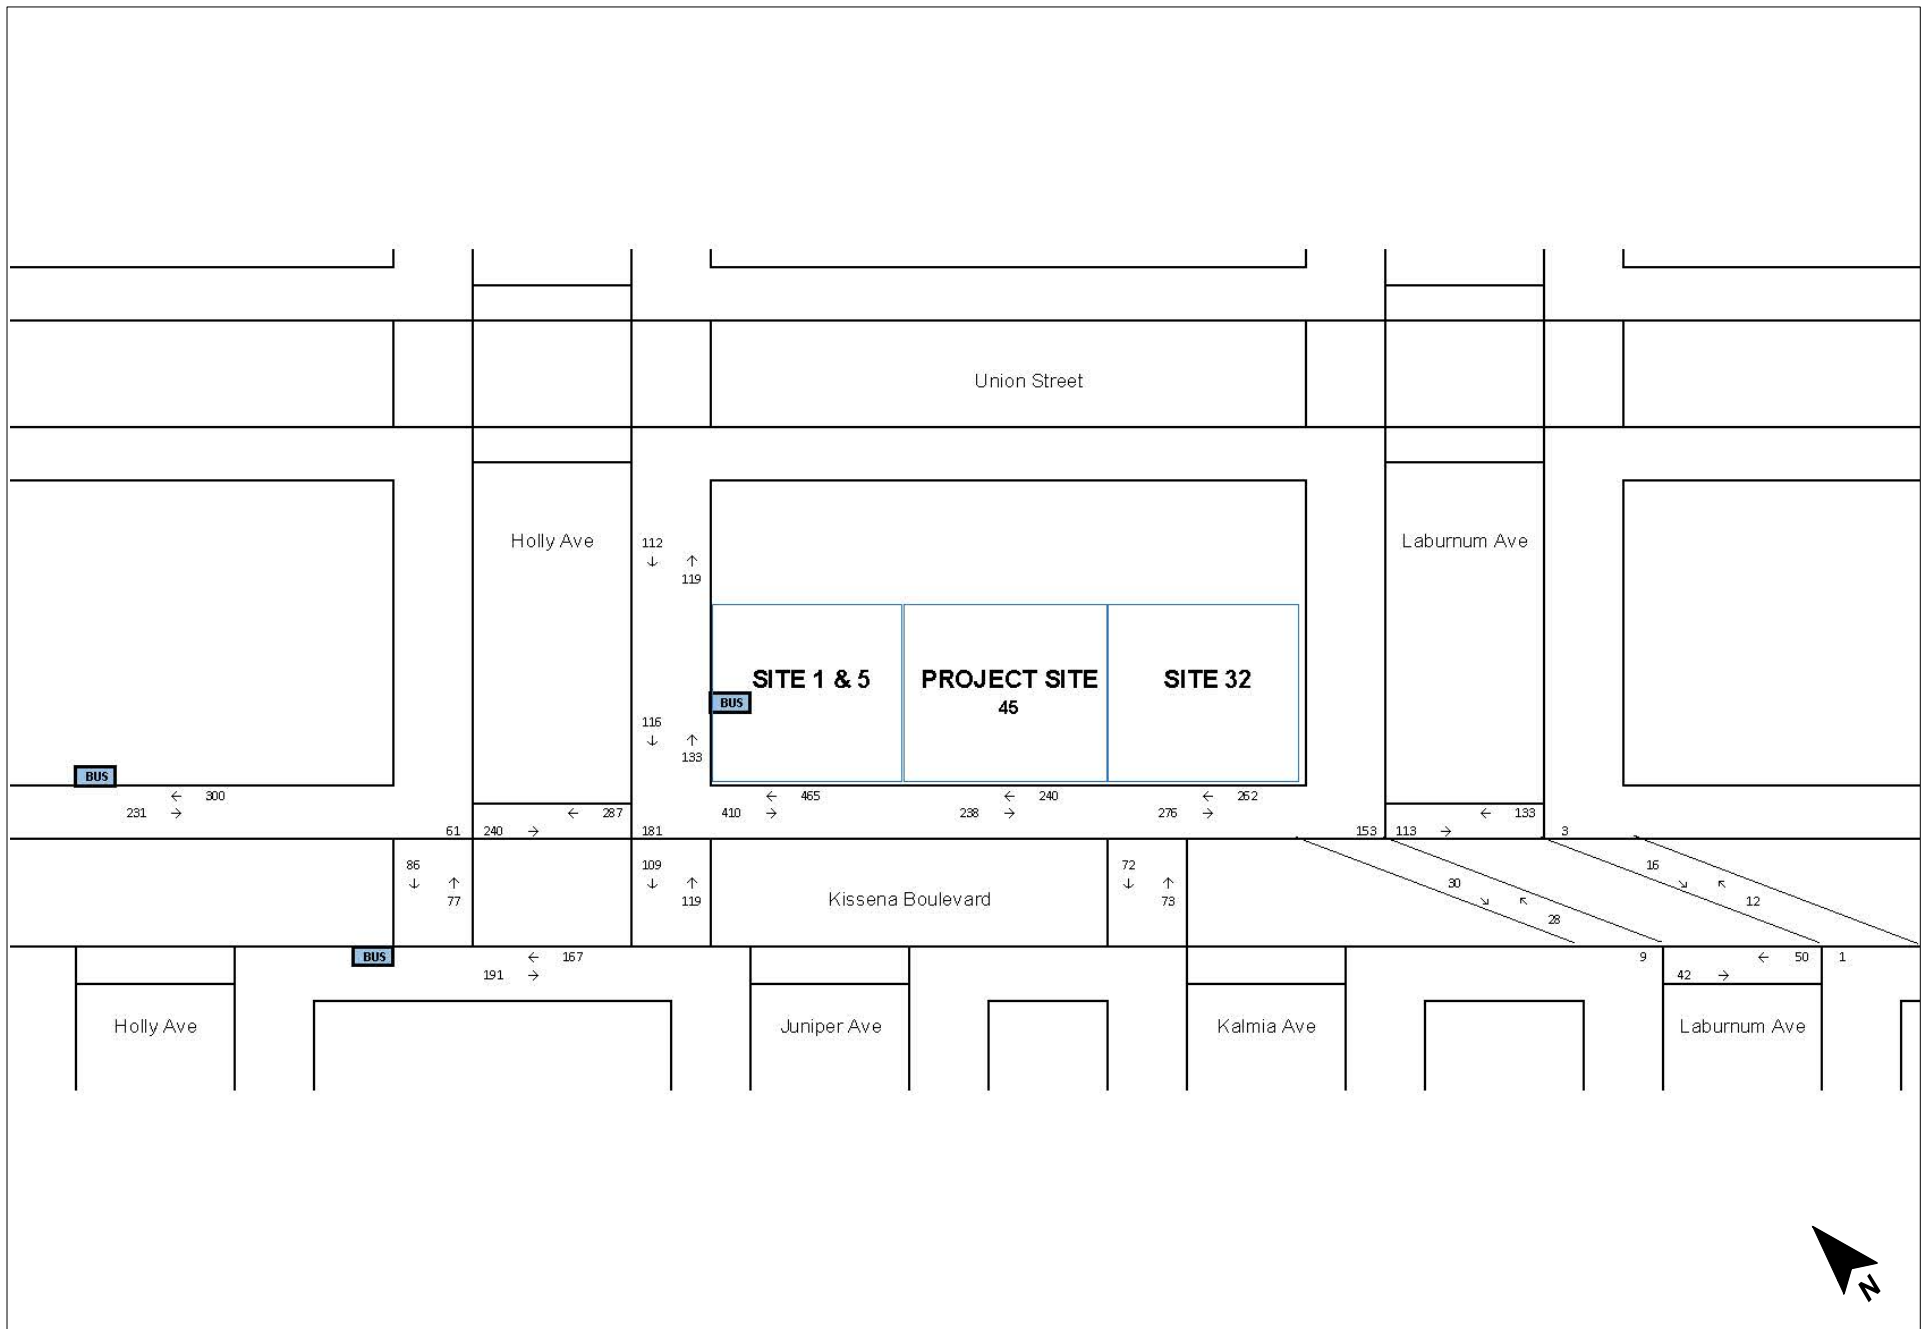 Union Street
Holly Ave
Laburnum Ave
112
↓ ↑
119
SITE 1 & 5
PROJECT SITE
45
SITE 32
BUS
116
↓ ↑
133
BUS
← 300
231 →
← 287
61 240 →
181
← 465
410 →
← 240
238 →
← 262
276 →
153 113 →
← 133
3
86
↓ ↑
77
109
↓ ↑
119
Kissena Boulevard
72
↓ ↑
73
30
↘ ↖
28
16
↘ ↖
12
BUS
← 167
191 →
9
← 50
42 →
1
Holly Ave
Juniper Ave
Kalmia Ave
Laburnum Ave
N